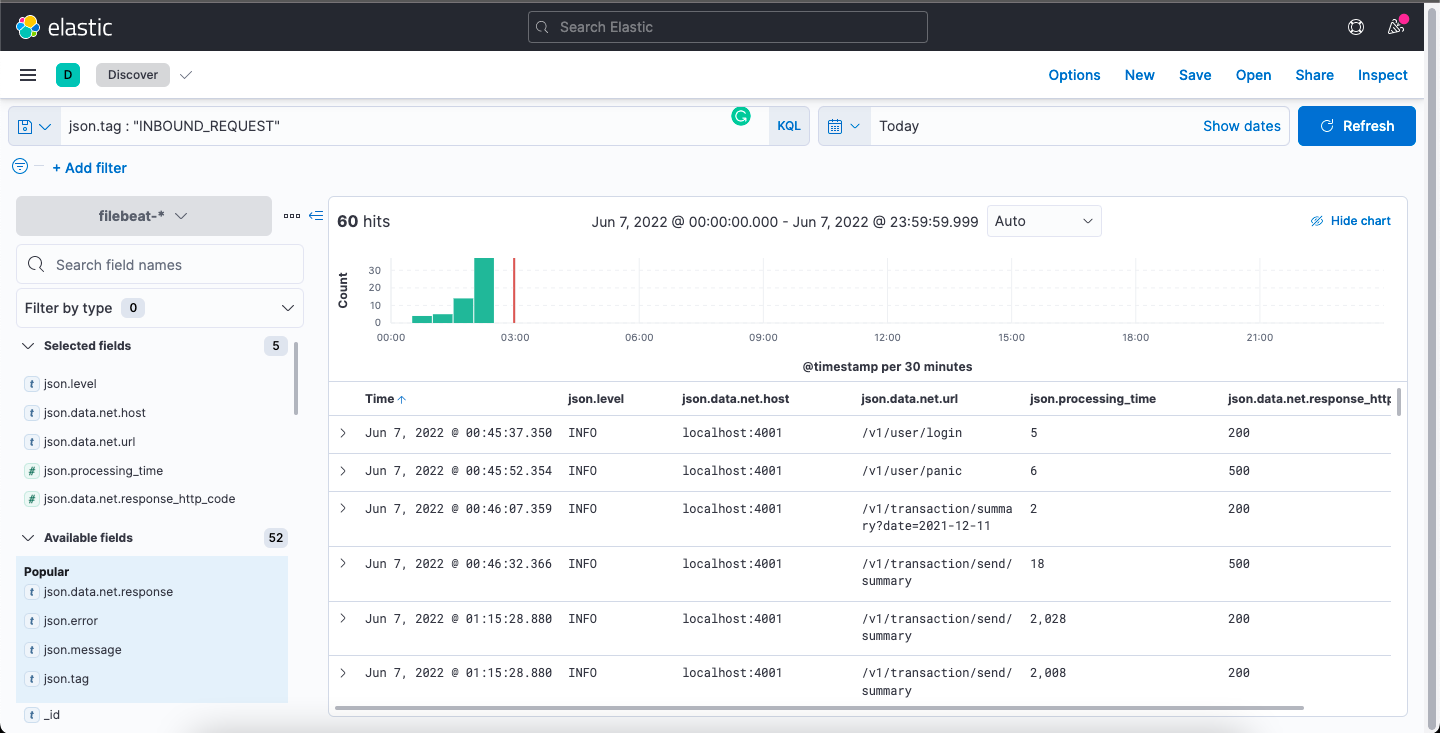 elastic
Search Elastic
D
Discover
Options New Save Open Share Inspect
json.tag : "INBOUND_REQUEST"
KQL
Today
Show dates
Refresh
+ Add filter
filebeat-*
Search field names
Filter by type 0
Selected fields 5
t json.level
t json.data.net.host
t json.data.net.url
# json.processing_time
# json.data.net.response_http_code
Available fields 52
Popular
t json.data.net.response
t json.error
t json.message
t json.tag
t _id
60 hits
Jun 7, 2022 @ 00:00:00.000 - Jun 7, 2022 @ 23:59:59.999
Auto
Hide chart
Count
30
20
10
0
00:00 03:00 06:00 09:00 12:00 15:00 18:00 21:00
@timestamp per 30 minutes
Time json.level json.data.net.host json.data.net.url json.processing_time json.data.net.response_http
Jun 7, 2022 @ 00:45:37.350 INFO localhost:4001 /v1/user/login 5 200
Jun 7, 2022 @ 00:45:52.354 INFO localhost:4001 /v1/user/panic 6 500
Jun 7, 2022 @ 00:46:07.359 INFO localhost:4001 /v1/transaction/summa 2 200
ry?date=2021-12-11
Jun 7, 2022 @ 00:46:32.366 INFO localhost:4001 /v1/transaction/send/ 18 500
summary
Jun 7, 2022 @ 01:15:28.880 INFO localhost:4001 /v1/transaction/send/ 2,028 200
summary
Jun 7, 2022 @ 01:15:28.880 INFO localhost:4001 /v1/transaction/send/ 2,008 200
summary